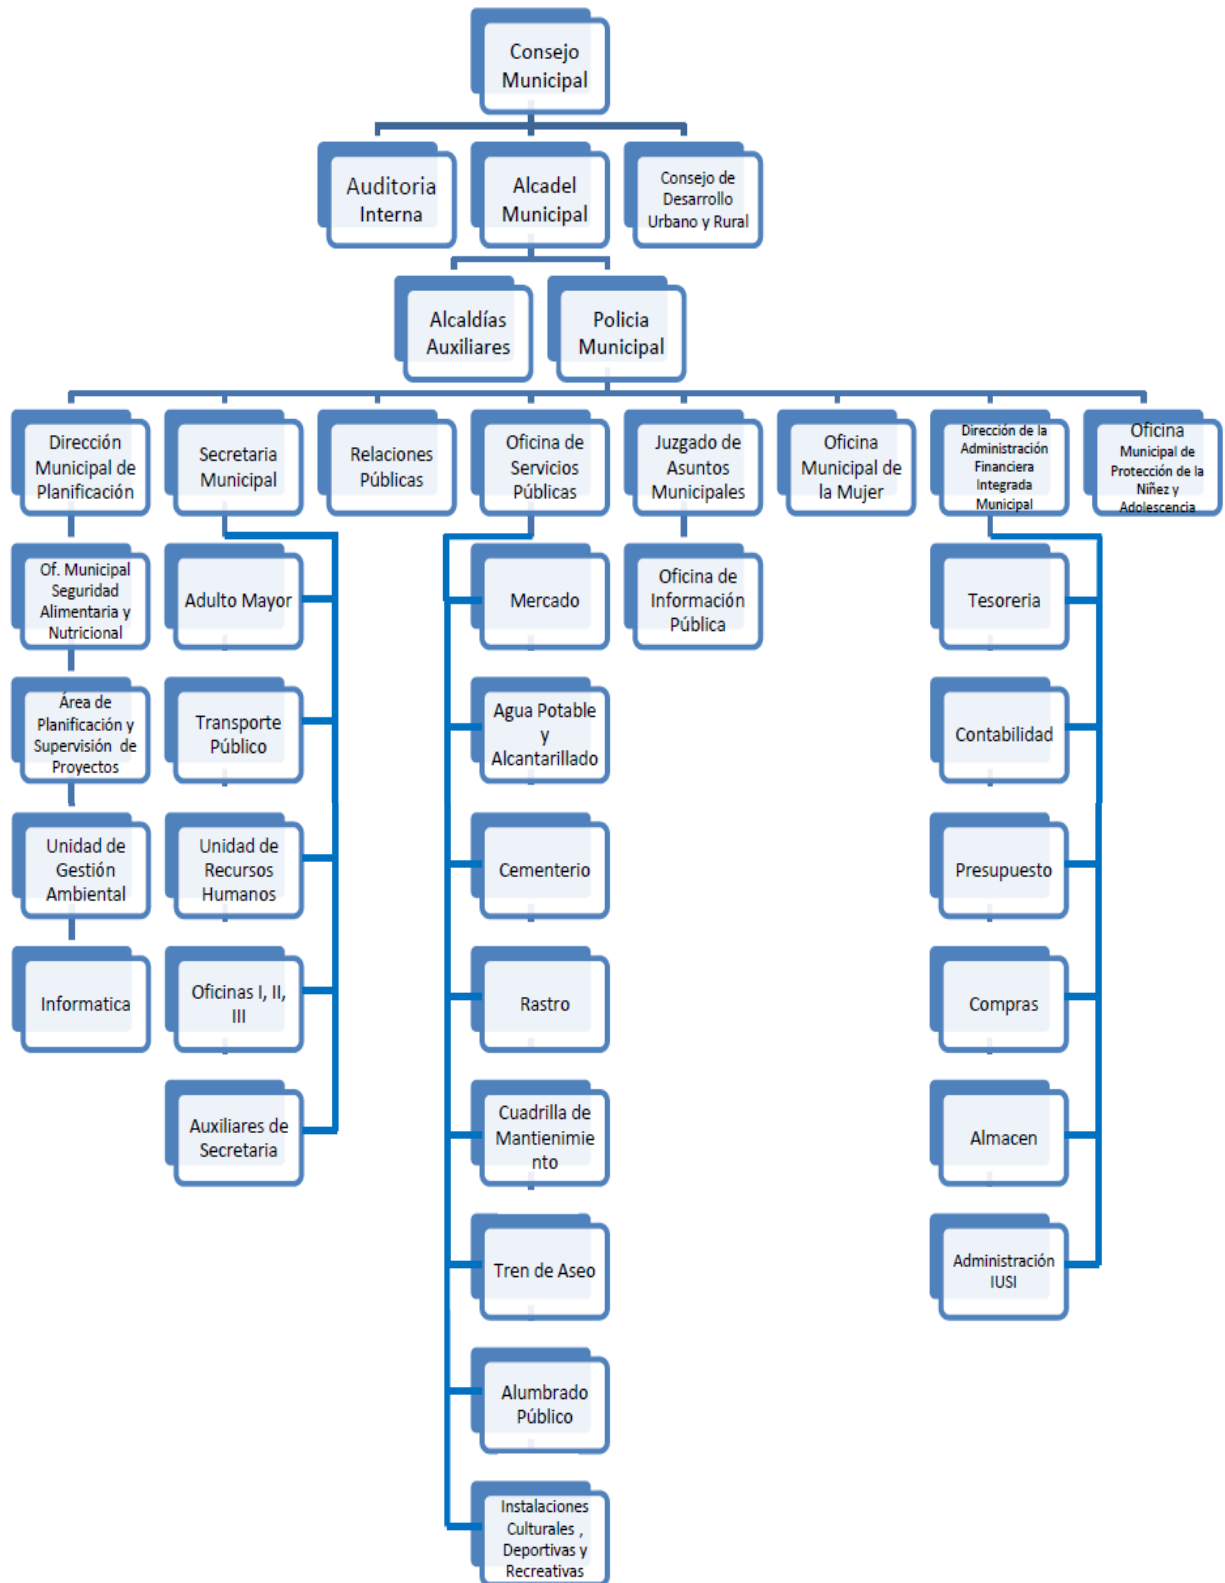 Consejo
Municipal
Auditoria
Interna
Alcadel
Municipal
Consejo de
Desarrollo
Urbano y Rural
Alcaldías
Auxiliares
Policia
Municipal
Dirección
Municipal de
Planificación
Secretaria
Municipal
Relaciones
Públicas
Oficina de
Servicios
Públicas
Juzgado de
Asuntos
Municipales
Oficina
Municipal de
la Mujer
Dirección de la
Administración
Financiera
Integrada
Municipal
Oficina
Municipal de
Protección de la
Niñez y
Adolescencia
Of. Municipal
Seguridad
Alimentaria y
Nutricional
Adulto Mayor
Mercado
Oficina de
Información
Pública
Tesoreria
Área de
Planificación y
Supervisión de
Proyectos
Transporte
Público
Agua Potable
y
Alcantarillado
Contabilidad
Unidad de
Gestión
Ambiental
Unidad de
Recursos
Humanos
Cementerio
Presupuesto
Informatica
Oficinas I, II,
III
Rastro
Compras
Auxiliares de
Secretaria
Cuadrilla de
Mantienimie
nto
Almacen
Tren de Aseo
Administración
IUSI
Alumbrado
Público
Instalaciones
Culturales ,
Deportivas y
Recreativas